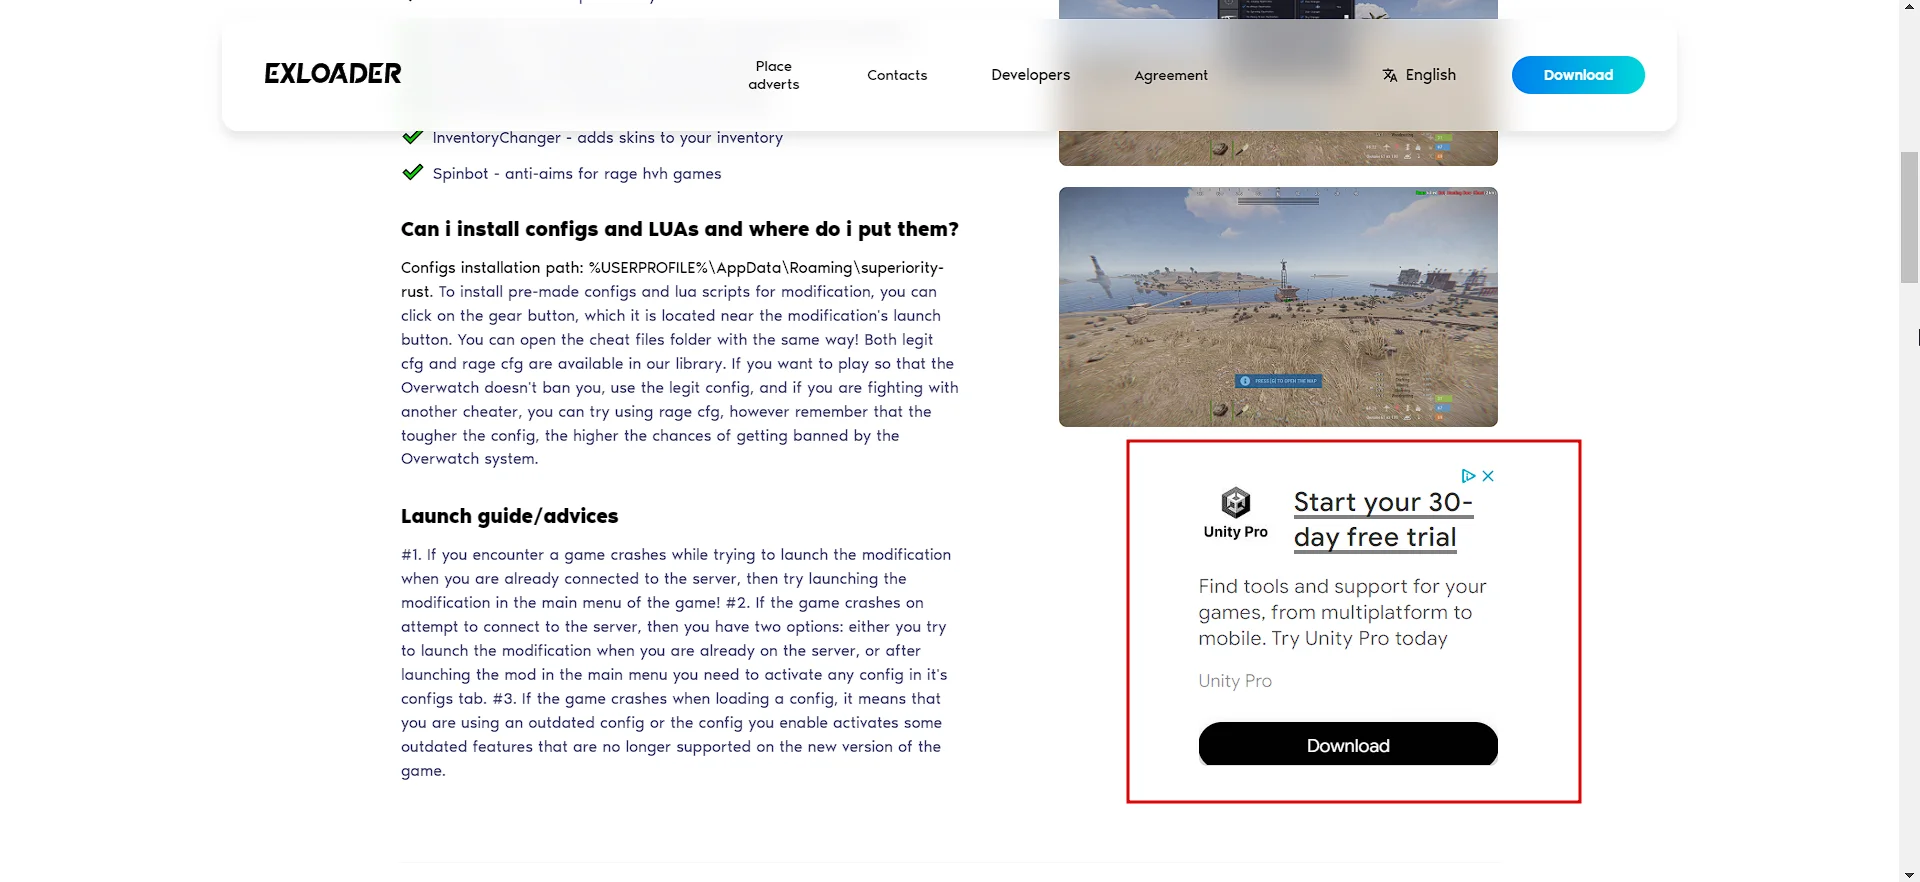 EXLOADER
Place
adverts
Contacts
Developers
Agreement
English
Download
InventoryChanger - adds skins to your inventory
Spinbot - anti-aims for rage hvh games
Can i install configs and LUAs and where do i put them?
Configs installation path: %USERPROFILE%\AppData\Roaming\superiority-
rust. To install pre-made configs and lua scripts for modification, you can
click on the gear button, which it is located near the modification's launch
button. You can open the cheat files folder with the same way! Both legit
cfg and rage cfg are available in our library. If you want to play so that the
Overwatch doesn't ban you, use the legit config, and if you are fighting with
another cheater, you can try using rage cfg, however remember that the
tougher the config, the higher the chances of getting banned by the
Overwatch system.
Launch guide/advices
#1. If you encounter a game crashes while trying to launch the modification
when you are already connected to the server, then try launching the
modification in the main menu of the game! #2. If the game crashes on
attempt to connect to the server, then you have two options: either you try
to launch the modification when you are already on the server, or after
launching the mod in the main menu you need to activate any config in it's
configs tab. #3. If the game crashes when loading a config, it means that
you are using an outdated config or the config you enable activates some
outdated features that are no longer supported on the new version of the
game.
PRESS [G] TO OPEN THE MAP
Unity Pro
Start your 30-
day free trial
Find tools and support for your
games, from multiplatform to
mobile. Try Unity Pro today
Unity Pro
Download